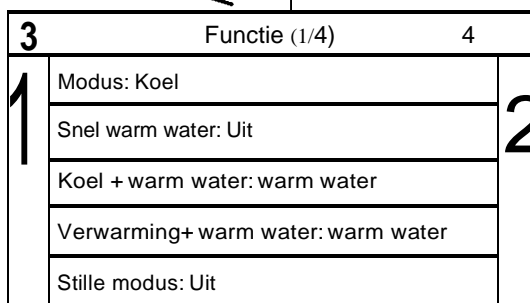 3 Functie (1/4) 4
1
Modus: Koel
2
Snel warm water: Uit
Koel + warm water: warm water
Verwarming+ warm water: warm water
Stille modus: Uit